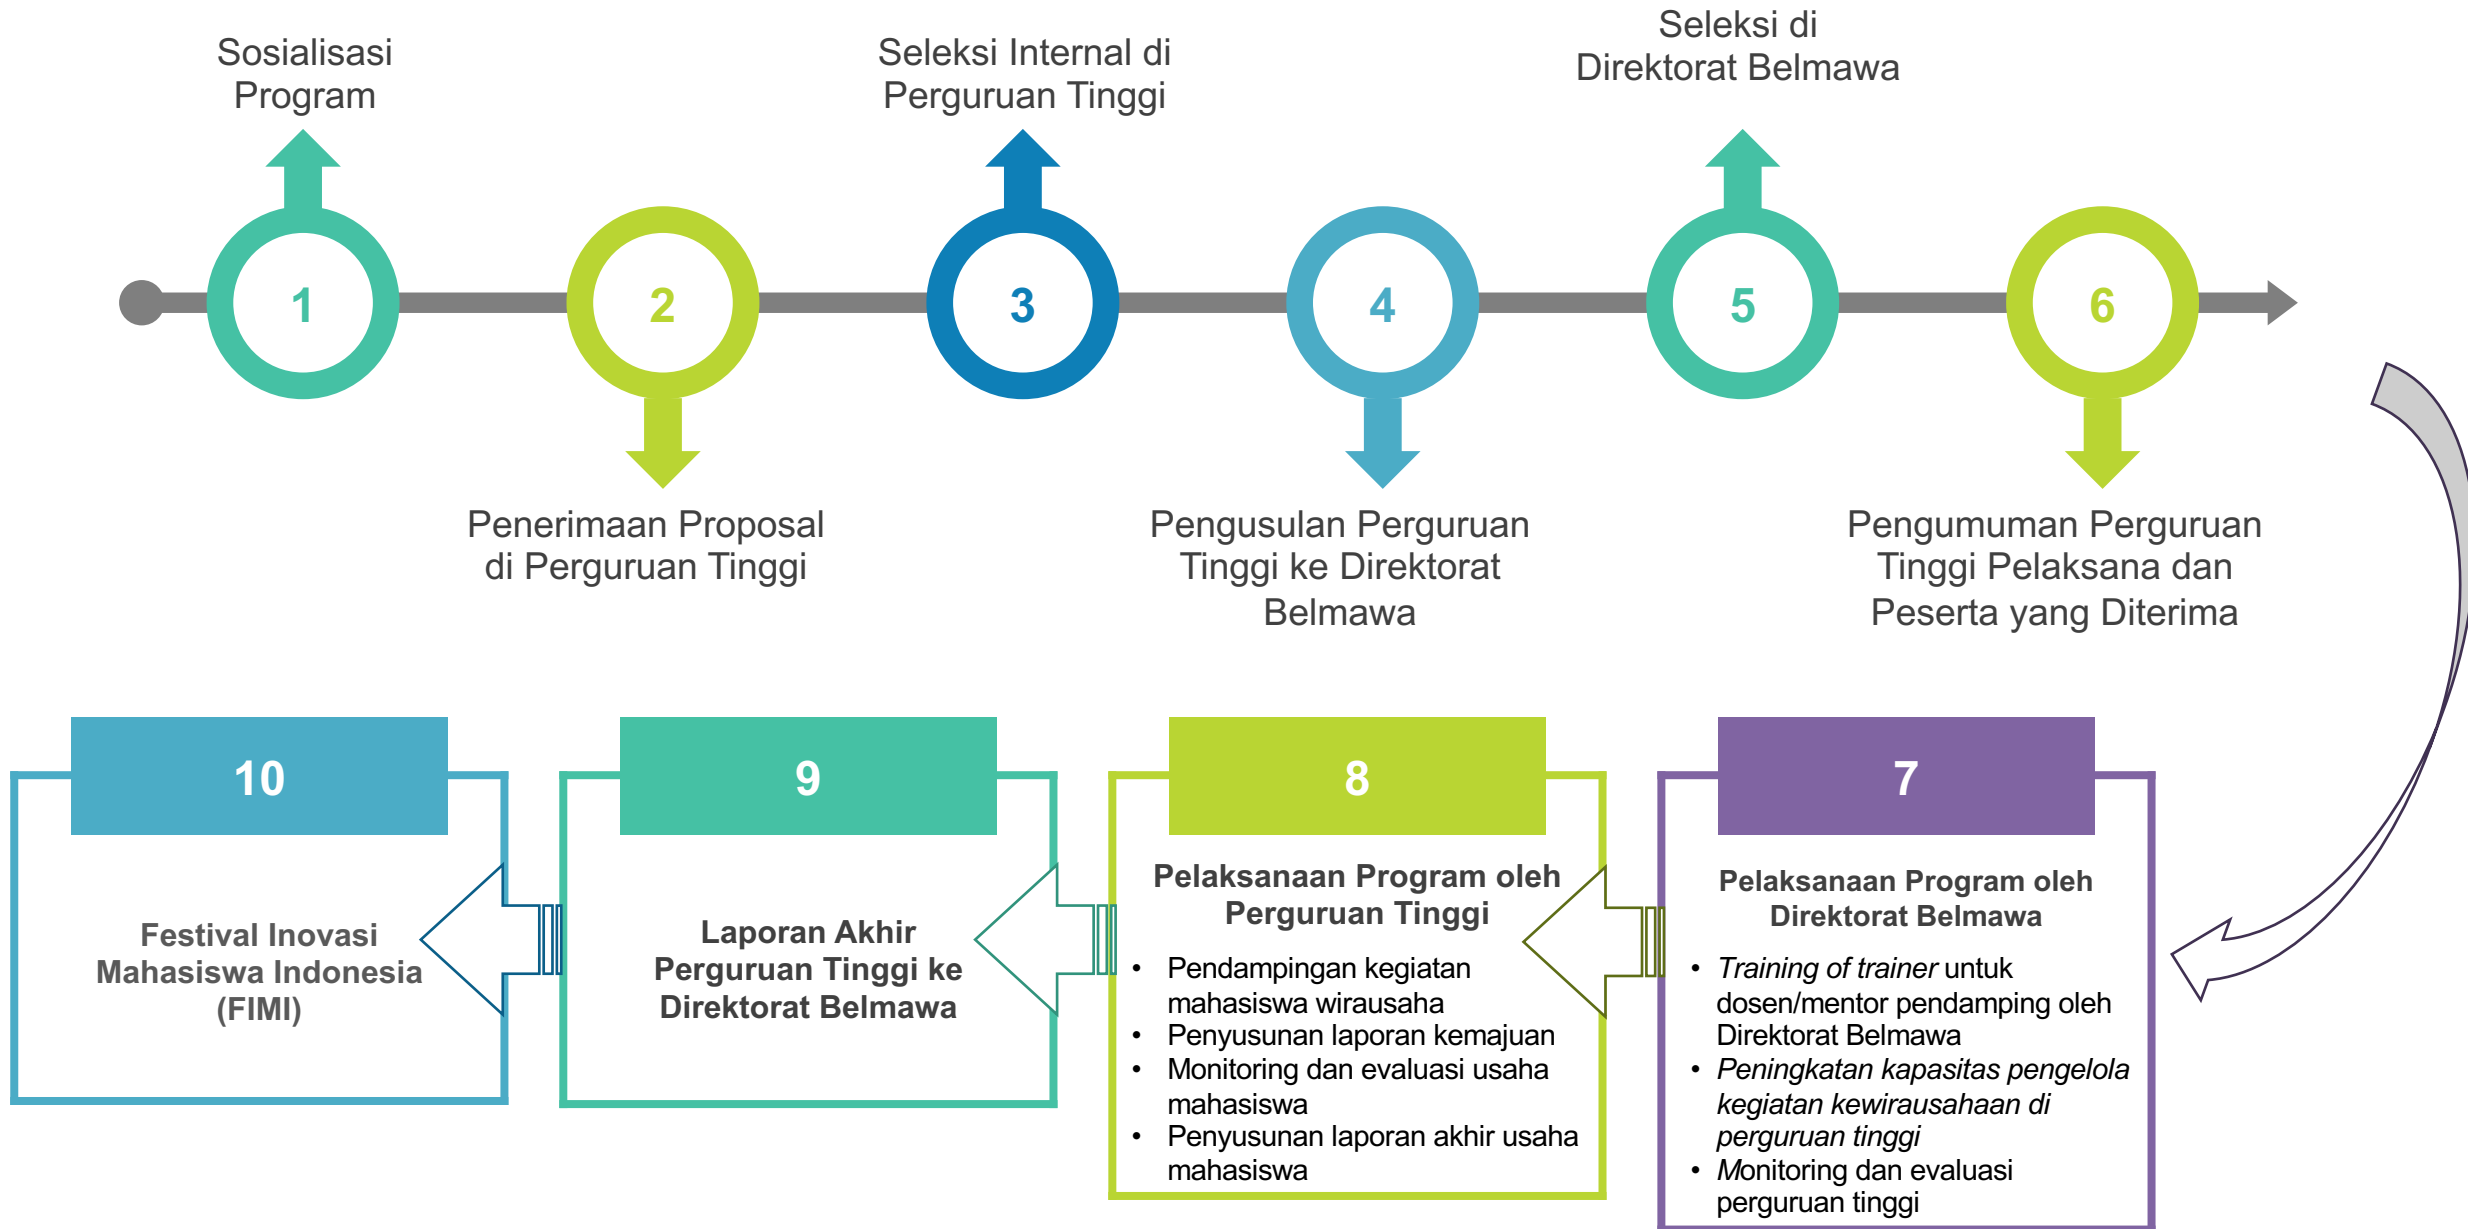 Sosialisasi
Program
Seleksi Internal di
Perguruan Tinggi
Seleksi di
Direktorat Belmawa
1
2
3
4
5
6
Penerimaan Proposal
di Perguruan Tinggi
Pengusulan Perguruan
Tinggi ke Direktorat
Belmawa
Pengumuman Perguruan
Tinggi Pelaksana dan
Peserta yang Diterima
7
Pelaksanaan Program oleh
Direktorat Belmawa
• Training of trainer untuk
dosen/mentor pendamping oleh
Direktorat Belmawa
• Peningkatan kapasitas pengelola
kegiatan kewirausahaan di
perguruan tinggi
• Monitoring dan evaluasi
perguruan tinggi
8
Pelaksanaan Program oleh
Perguruan Tinggi
• Pendampingan kegiatan
mahasiswa wirausaha
• Penyusunan laporan kemajuan
• Monitoring dan evaluasi usaha
mahasiswa
• Penyusunan laporan akhir usaha
mahasiswa
9
Laporan Akhir
Perguruan Tinggi ke
Direktorat Belmawa
10
Festival Inovasi
Mahasiswa Indonesia
(FIMI)